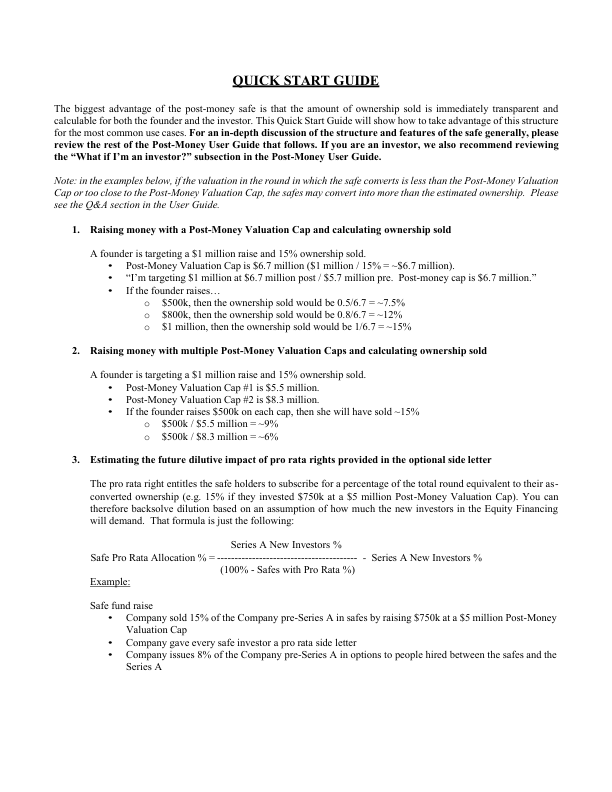 QUICK START GUIDE
The biggest advantage of the post-money safe is that the amount of ownership sold is immediately transparent and
calculable for both the founder and the investor. This Quick Start Guide will show how to take advantage of this structure
for the most common use cases. For an in-depth discussion of the structure and features of the safe generally, please
review the rest of the Post-Money User Guide that follows. If you are an investor, we also recommend reviewing
the “What if I’m an investor?” subsection in the Post-Money User Guide.
Note: in the examples below, if the valuation in the round in which the safe converts is less than the Post-Money Valuation
Cap or too close to the Post-Money Valuation Cap, the safes may convert into more than the estimated ownership. Please
see the Q&A section in the User Guide.
1. Raising money with a Post-Money Valuation Cap and calculating ownership sold
A founder is targeting a $1 million raise and 15% ownership sold.
• Post-Money Valuation Cap is $6.7 million ($1 million / 15% = ~$6.7 million).
• “I’m targeting $1 million at $6.7 million post / $5.7 million pre. Post-money cap is $6.7 million.”
• If the founder raises…
o $500k, then the ownership sold would be 0.5/6.7 = ~7.5%
o $800k, then the ownership sold would be 0.8/6.7 = ~12%
o $1 million, then the ownership sold would be 1/6.7 = ~15%
2. Raising money with multiple Post-Money Valuation Caps and calculating ownership sold
A founder is targeting a $1 million raise and 15% ownership sold.
• Post-Money Valuation Cap #1 is $5.5 million.
• Post-Money Valuation Cap #2 is $8.3 million.
• If the founder raises $500k on each cap, then she will have sold ~15%
o $500k / $5.5 million = ~9%
o $500k / $8.3 million = ~6%
3. Estimating the future dilutive impact of pro rata rights provided in the optional side letter
The pro rata right entitles the safe holders to subscribe for a percentage of the total round equivalent to their as-
converted ownership (e.g. 15% if they invested $750k at a $5 million Post-Money Valuation Cap). You can
therefore backsolve dilution based on an assumption of how much the new investors in the Equity Financing
will demand. That formula is just the following:
Series A New Investors %
Safe Pro Rata Allocation % = ----------------------------------------- - Series A New Investors %
(100% - Safes with Pro Rata %)
Example:
Safe fund raise
• Company sold 15% of the Company pre-Series A in safes by raising $750k at a $5 million Post-Money
Valuation Cap
• Company gave every safe investor a pro rata side letter
• Company issues 8% of the Company pre-Series A in options to people hired between the safes and the
Series A